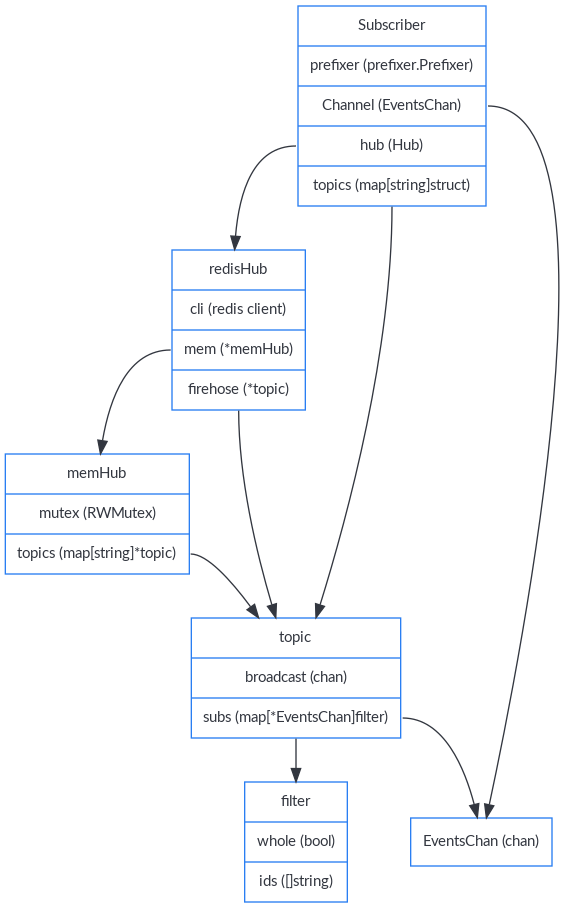 Subscriber
prefixer (prefixer.Prefixer)
Channel (EventsChan)
hub (Hub)
topics (map[string]struct)
redisHub
cli (redis client)
mem (*memHub)
firehose (*topic)
memHub
mutex (RWMutex)
topics (map[string]*topic)
topic
broadcast (chan)
subs (map[*EventsChan]filter)
filter
whole (bool)
ids ([]string)
EventsChan (chan)